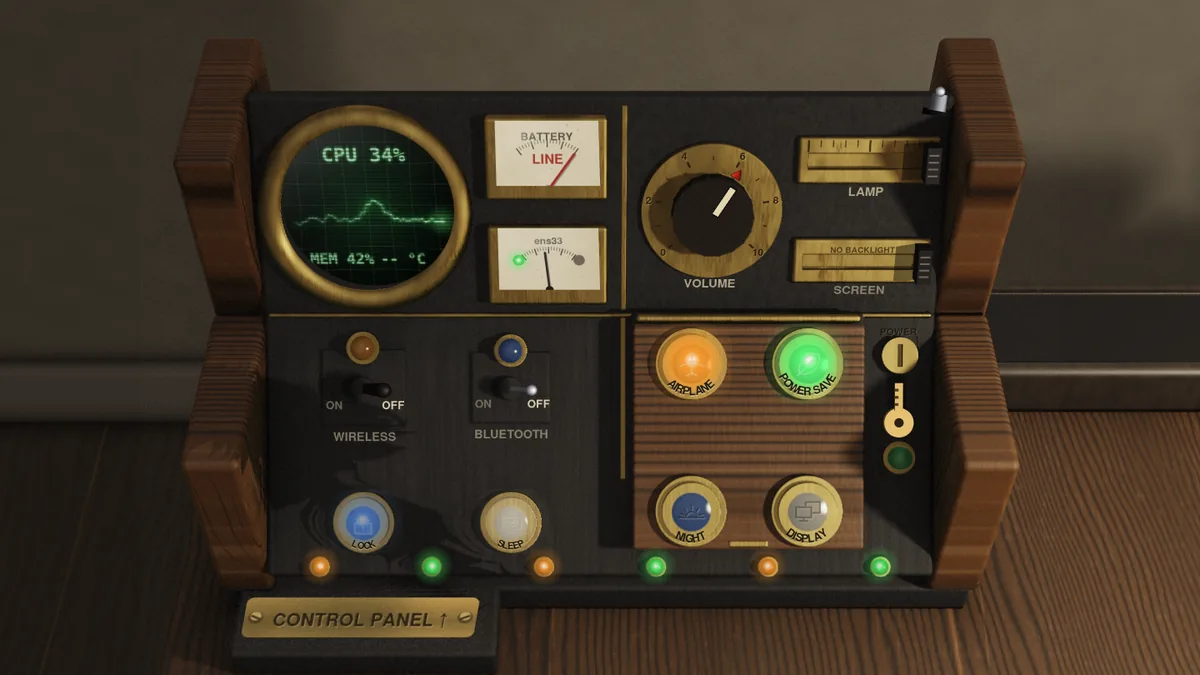 CPU 34%
MEM 42% -- °C
BATTERY
LINE
ens33
0 2 4 6 8 10
VOLUME
LAMP
NO BACKLIGHT
SCREEN
ON OFF
WIRELESS
ON OFF
BLUETOOTH
AIRPLANE
POWER SAVE
POWER
LOCK
SLEEP
NIGHT
DISPLAY
CONTROL PANEL ↑